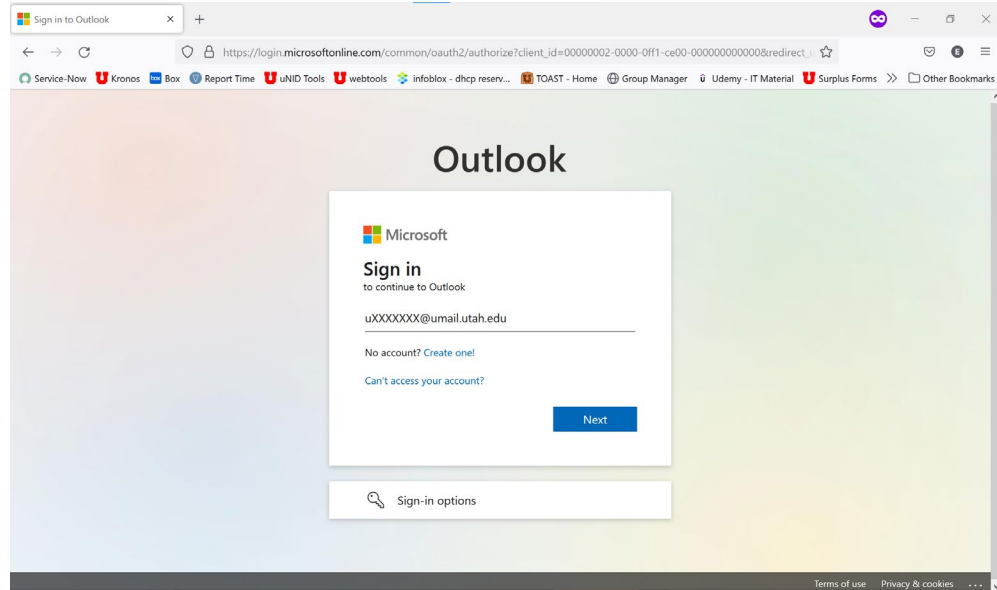 Sign in to Outlook
https://login.microsoftonline.com/common/oauth2/authorize?client_id=00000002-0000-0ff1-ce00-000000000000&redirect_u
Service-Now Kronos box Box Report Time uNID Tools webtools infoblox - dhcp reserv... TOAST - Home Group Manager Udemy - IT Material Surplus Forms Other Bookmarks
Outlook
Microsoft
Sign in
to continue to Outlook
uXXXXXXX@umail.utah.edu
No account? Create one!
Can't access your account?
Next
Sign-in options
Terms of use Privacy & cookies ...